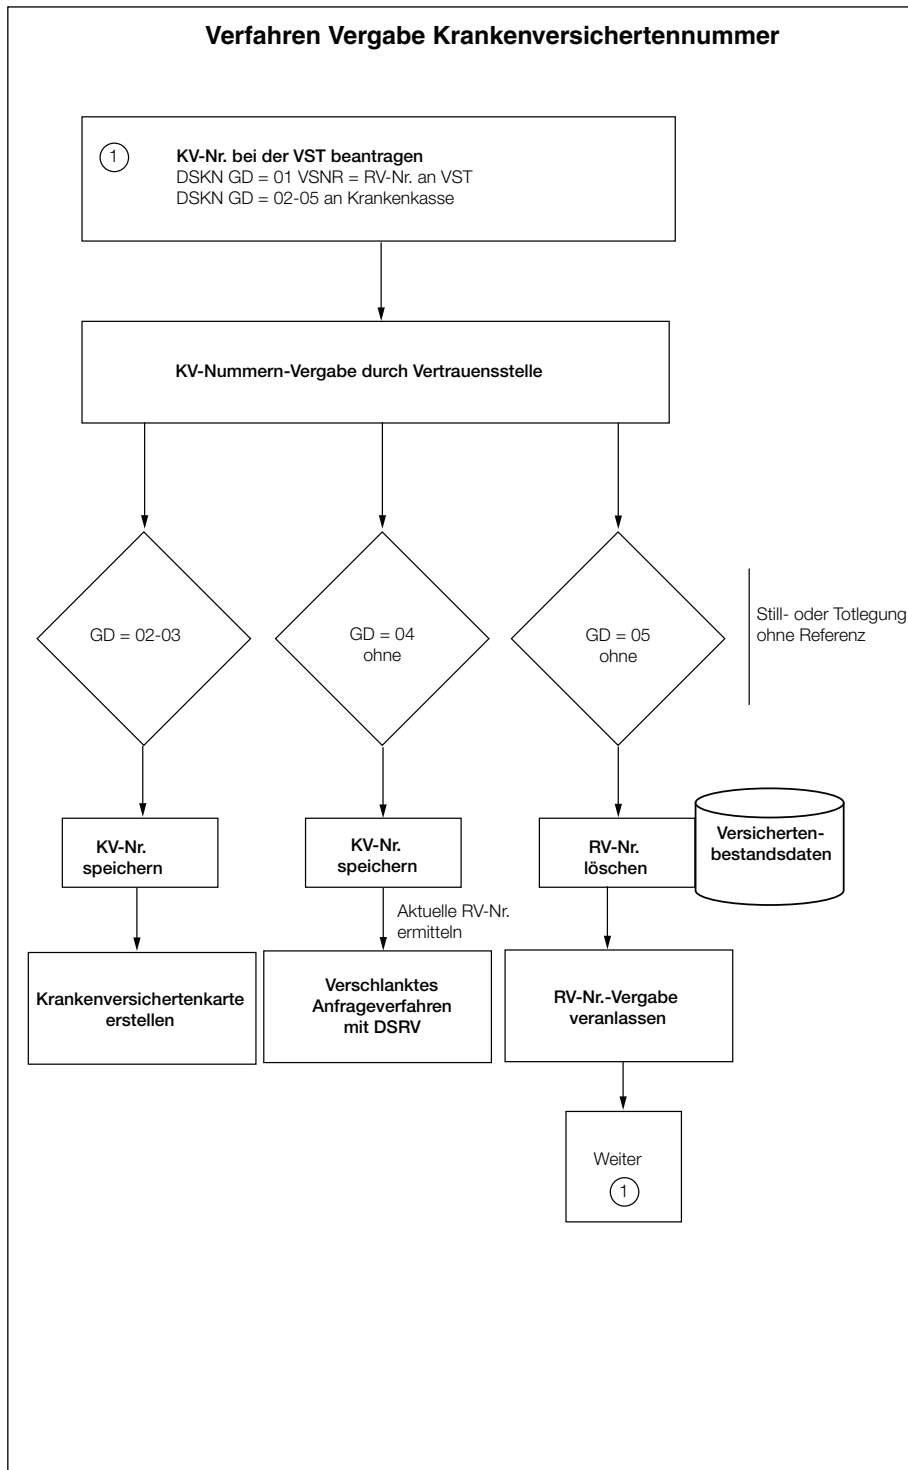 Verfahren Vergabe Krankenversichertennummer
1
KV-Nr. bei der VST beantragen
DSKN GD = 01 VSNR = RV-Nr. an VST
DSKN GD = 02-05 an Krankenkasse
KV-Nummern-Vergabe durch Vertrauensstelle
GD = 02-03
GD = 04
ohne
GD = 05
ohne
Still- oder Totlegung
ohne Referenz
KV-Nr.
speichern
KV-Nr.
speichern
RV-Nr.
löschen
Versicherten-
bestandsdaten
Aktuelle RV-Nr.
ermitteln
Krankenversichertenkarte
erstellen
Verschlanktes
Anfrageverfahren
mit DSRV
RV-Nr.-Vergabe
veranlassen
Weiter
1